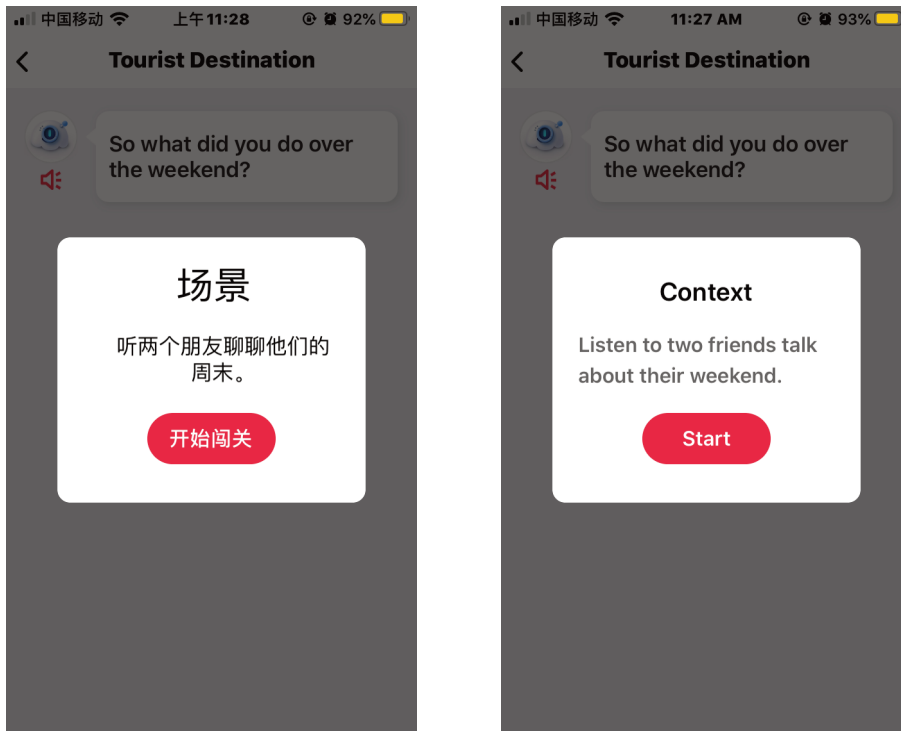 中国移动 上午11:28 92%
Tourist Destination
So what did you do over
the weekend?
场景
听两个朋友聊聊他们的
周末。
开始闯关
中国移动 11:27 AM 93%
Tourist Destination
So what did you do over
the weekend?
Context
Listen to two friends talk
about their weekend.
Start